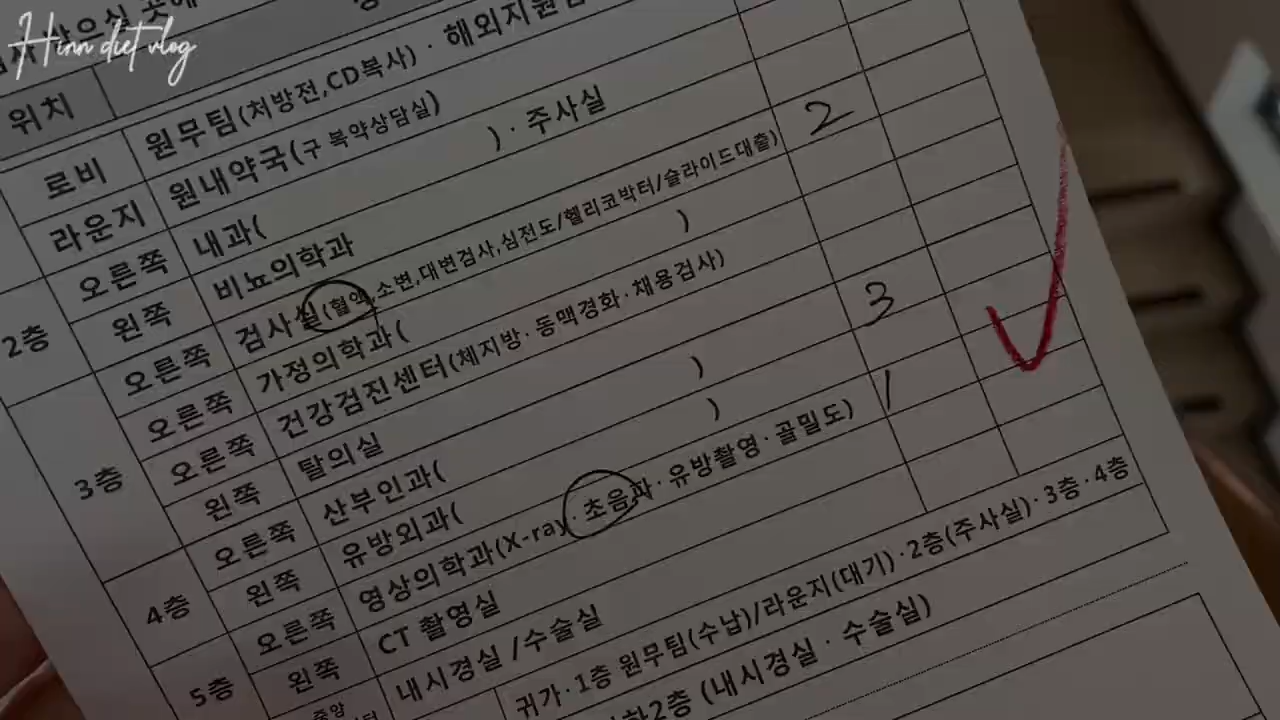 Hinn diet vlog
위치
로비 원무팀(처방전,CD복사) · 해외지원
라운지 원내약국(구 복약상담실)
오른쪽 내과( ) · 주사실
2층 왼쪽 비뇨의학과
오른쪽 검사실(혈액,소변,대변검사,심전도/헬리코박터/슬라이드대출) 2
오른쪽 가정의학과( )
3층 오른쪽 건강검진센터(체지방·동맥경화·채용검사)
왼쪽 탈의실 3
오른쪽 산부인과( )
4층 왼쪽 유방외과( )
오른쪽 영상의학과(X-ray·초음파·유방촬영·골밀도) 1
5층 왼쪽 CT 촬영실
중앙 내시경실 /수술실
귀가·1층 원무팀(수납)/라운지(대기)·2층(주사실)·3층·4층
2층 (내시경실 · 수술실)